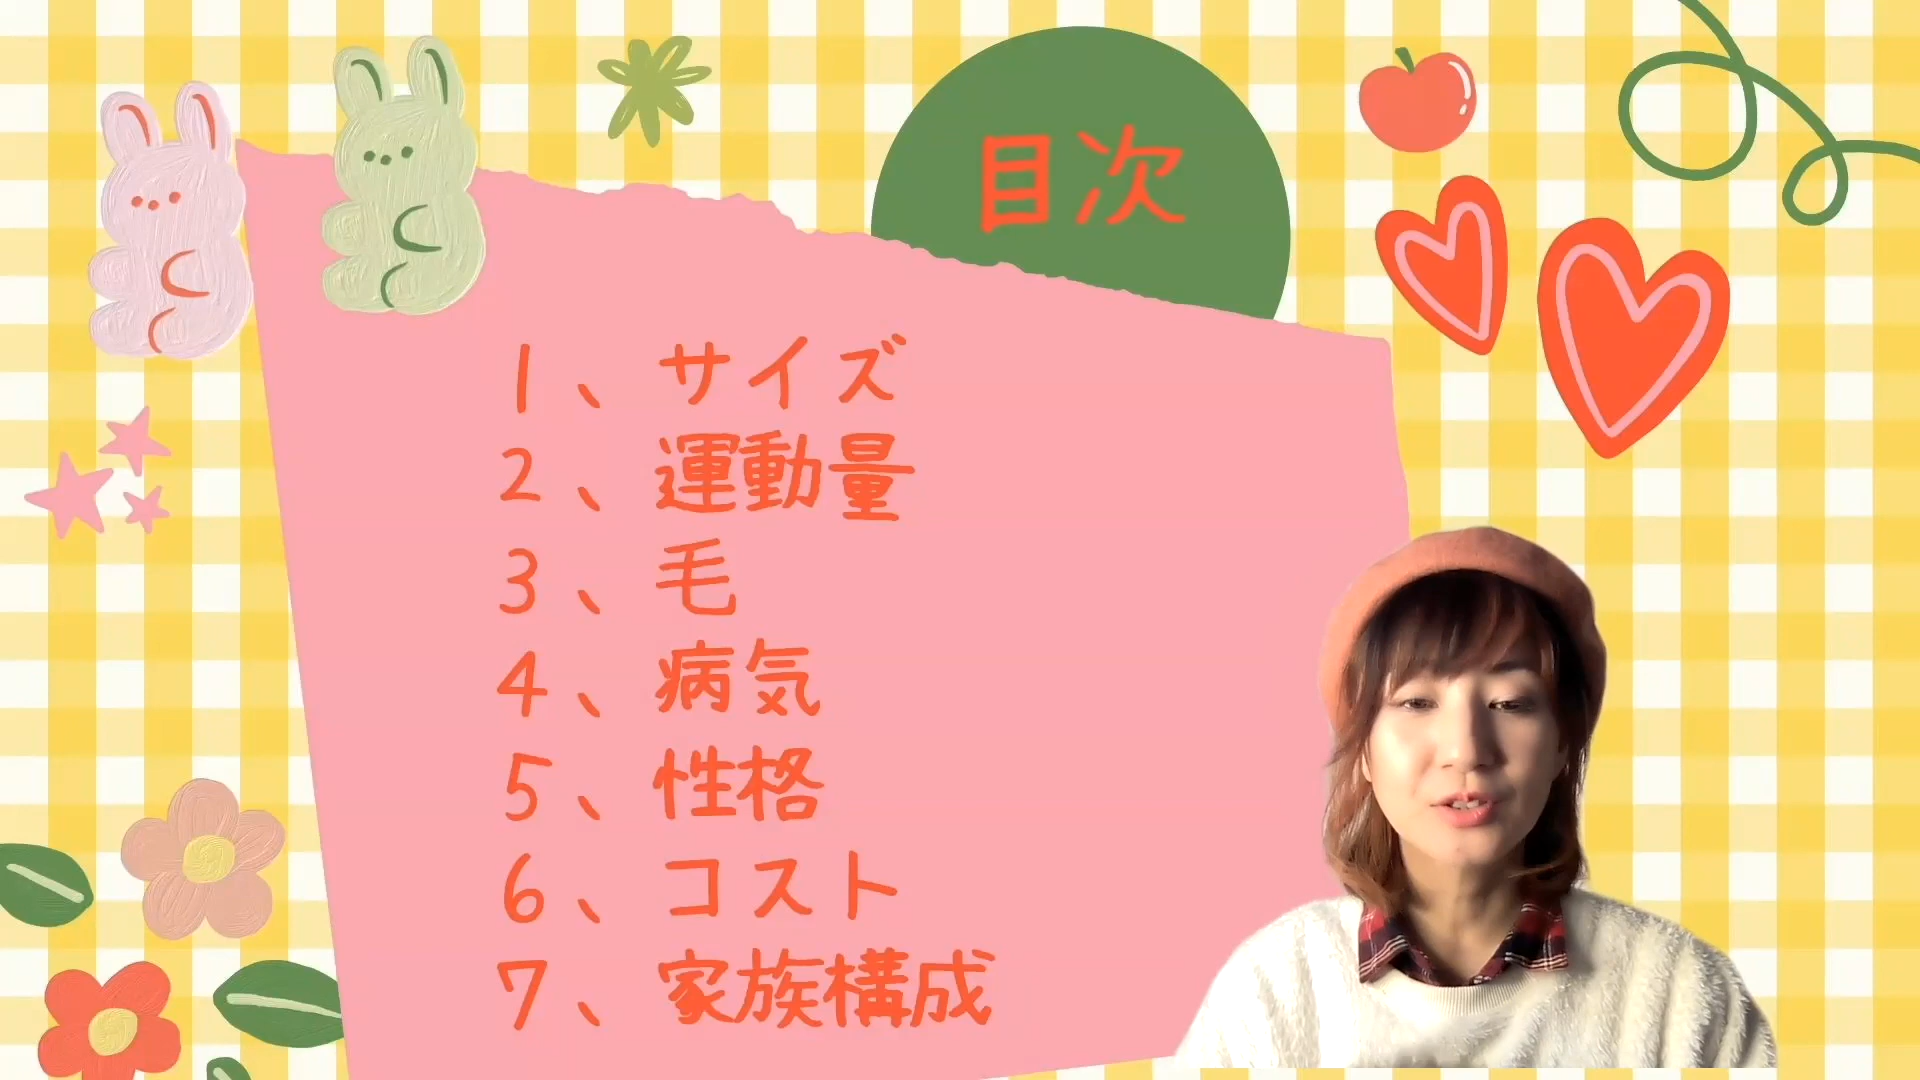 目次
1、サイズ
2、運動量
3、毛
4、病気
5、性格
6、コスト
7、家族構成